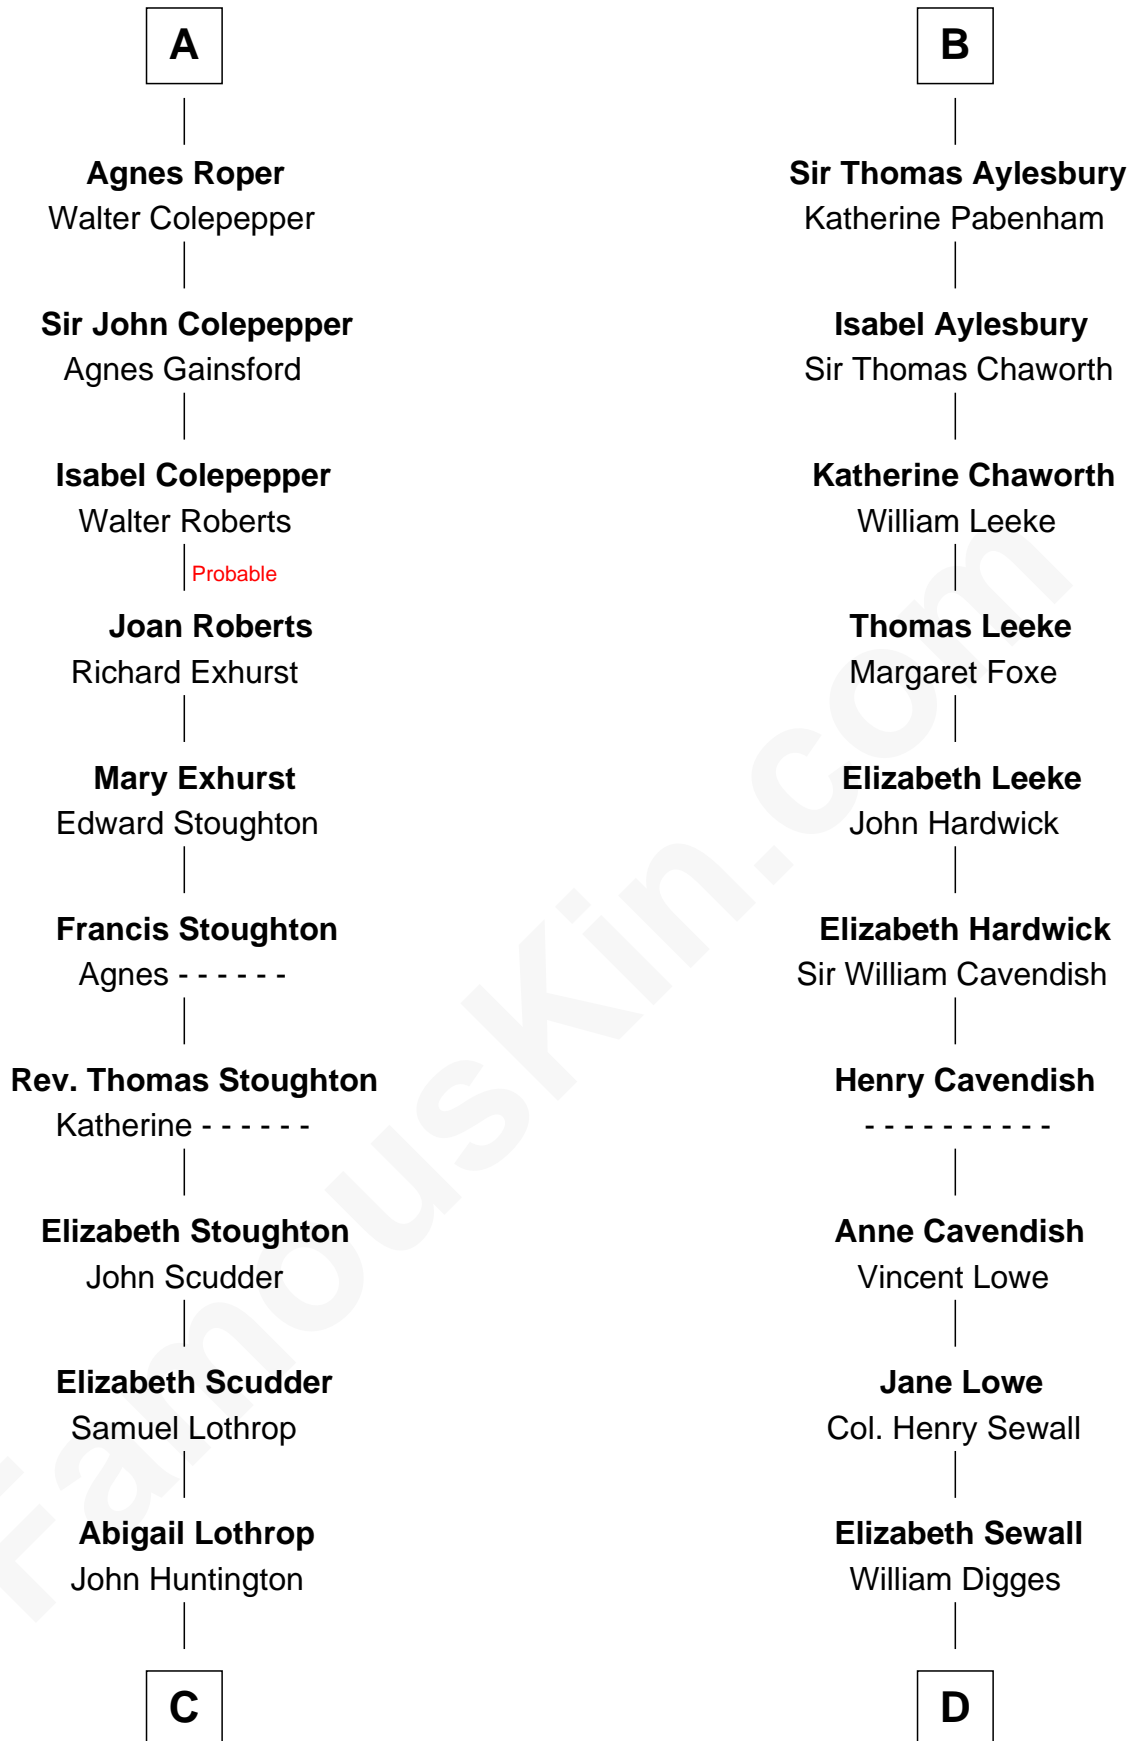 A
Agnes Roper
Walter Colepepper
Sir John Colepepper
Agnes Gainsford
Isabel Colepepper
Walter Roberts
Probable
Joan Roberts
Richard Exhurst
Mary Exhurst
Edward Stoughton
Francis Stoughton
Agnes - - - - - -
Rev. Thomas Stoughton
Katherine - - - - - -
Elizabeth Stoughton
John Scudder
Elizabeth Scudder
Samuel Lothrop
Abigail Lothrop
John Huntington
C
B
Sir Thomas Aylesbury
Katherine Pabenham
Isabel Aylesbury
Sir Thomas Chaworth
Katherine Chaworth
William Leeke
Thomas Leeke
Margaret Foxe
Elizabeth Leeke
John Hardwick
Elizabeth Hardwick
Sir William Cavendish
Henry Cavendish
- - - - - - - - - -
Anne Cavendish
Vincent Lowe
Jane Lowe
Col. Henry Sewall
Elizabeth Sewall
William Digges
D
FamousKin.com